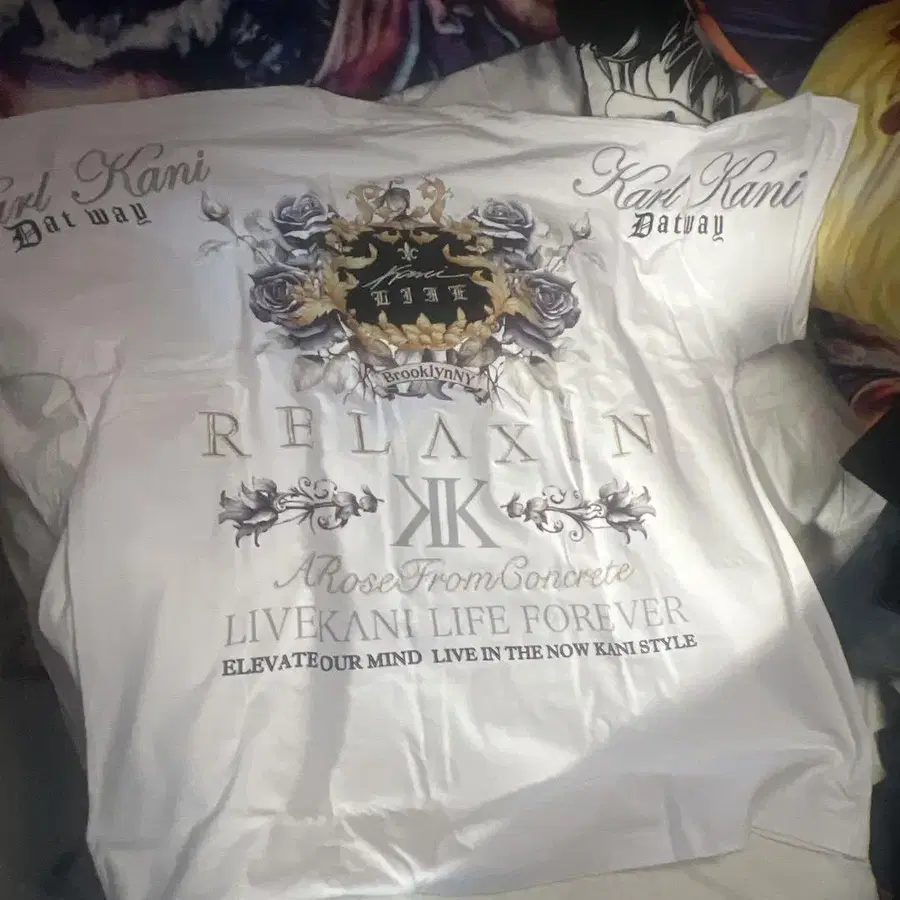 Karl Kani
Dat way
Karl Kani
Datway
Kani
LIFE
BrooklynNY
RELAXIN
KK
ARoseFromConcrete
LIVEKANI LIFE FOREVER
ELEVATEOUR MIND LIVE IN THE NOW KANI STYLE